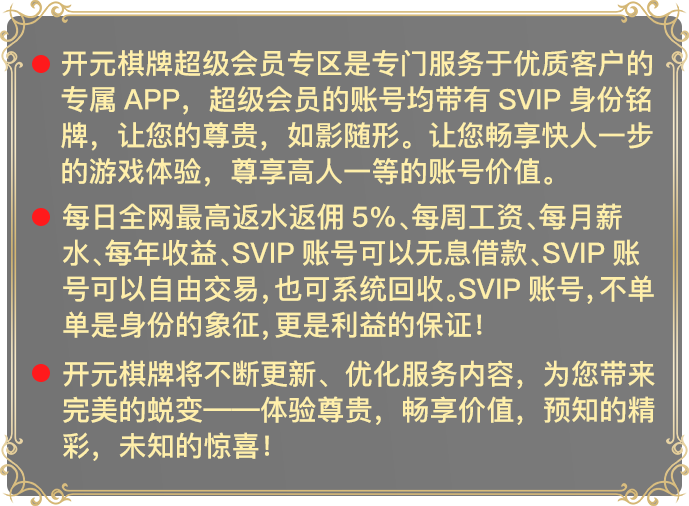 开元棋牌超级会员专区是专门服务于优质客户的
专属 APP，超级会员的账号均带有 SVIP 身份铭
牌，让您的尊贵，如影随形。让您畅享快人一步
的游戏体验，尊享高人一等的账号价值。
每日全网最高返水返佣 5%、每周工资、每月薪
水、每年收益、SVIP 账号可以无息借款、SVIP 账
号可以自由交易，也可系统回收。SVIP 账号，不单
单是身份的象征，更是利益的保证！
开元棋牌将不断更新、优化服务内容，为您带来
完美的蜕变——体验尊贵，畅享价值，预知的精
彩，未知的惊喜！